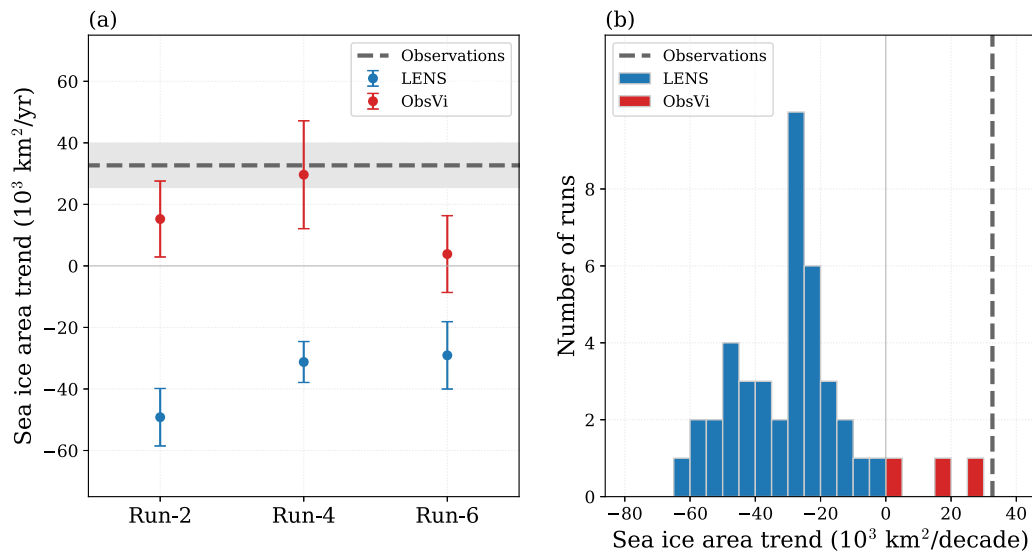 (a)
Sea ice area trend (10³ km²/yr)
60
40
20
0
−20
−40
−60
Run-2 Run-4 Run-6
Observations
LENS
ObsVi
(b)
Number of runs
8
6
4
2
0
−80 −60 −40 −20 0 20 40
Sea ice area trend (10³ km²/decade)
Observations
LENS
ObsVi